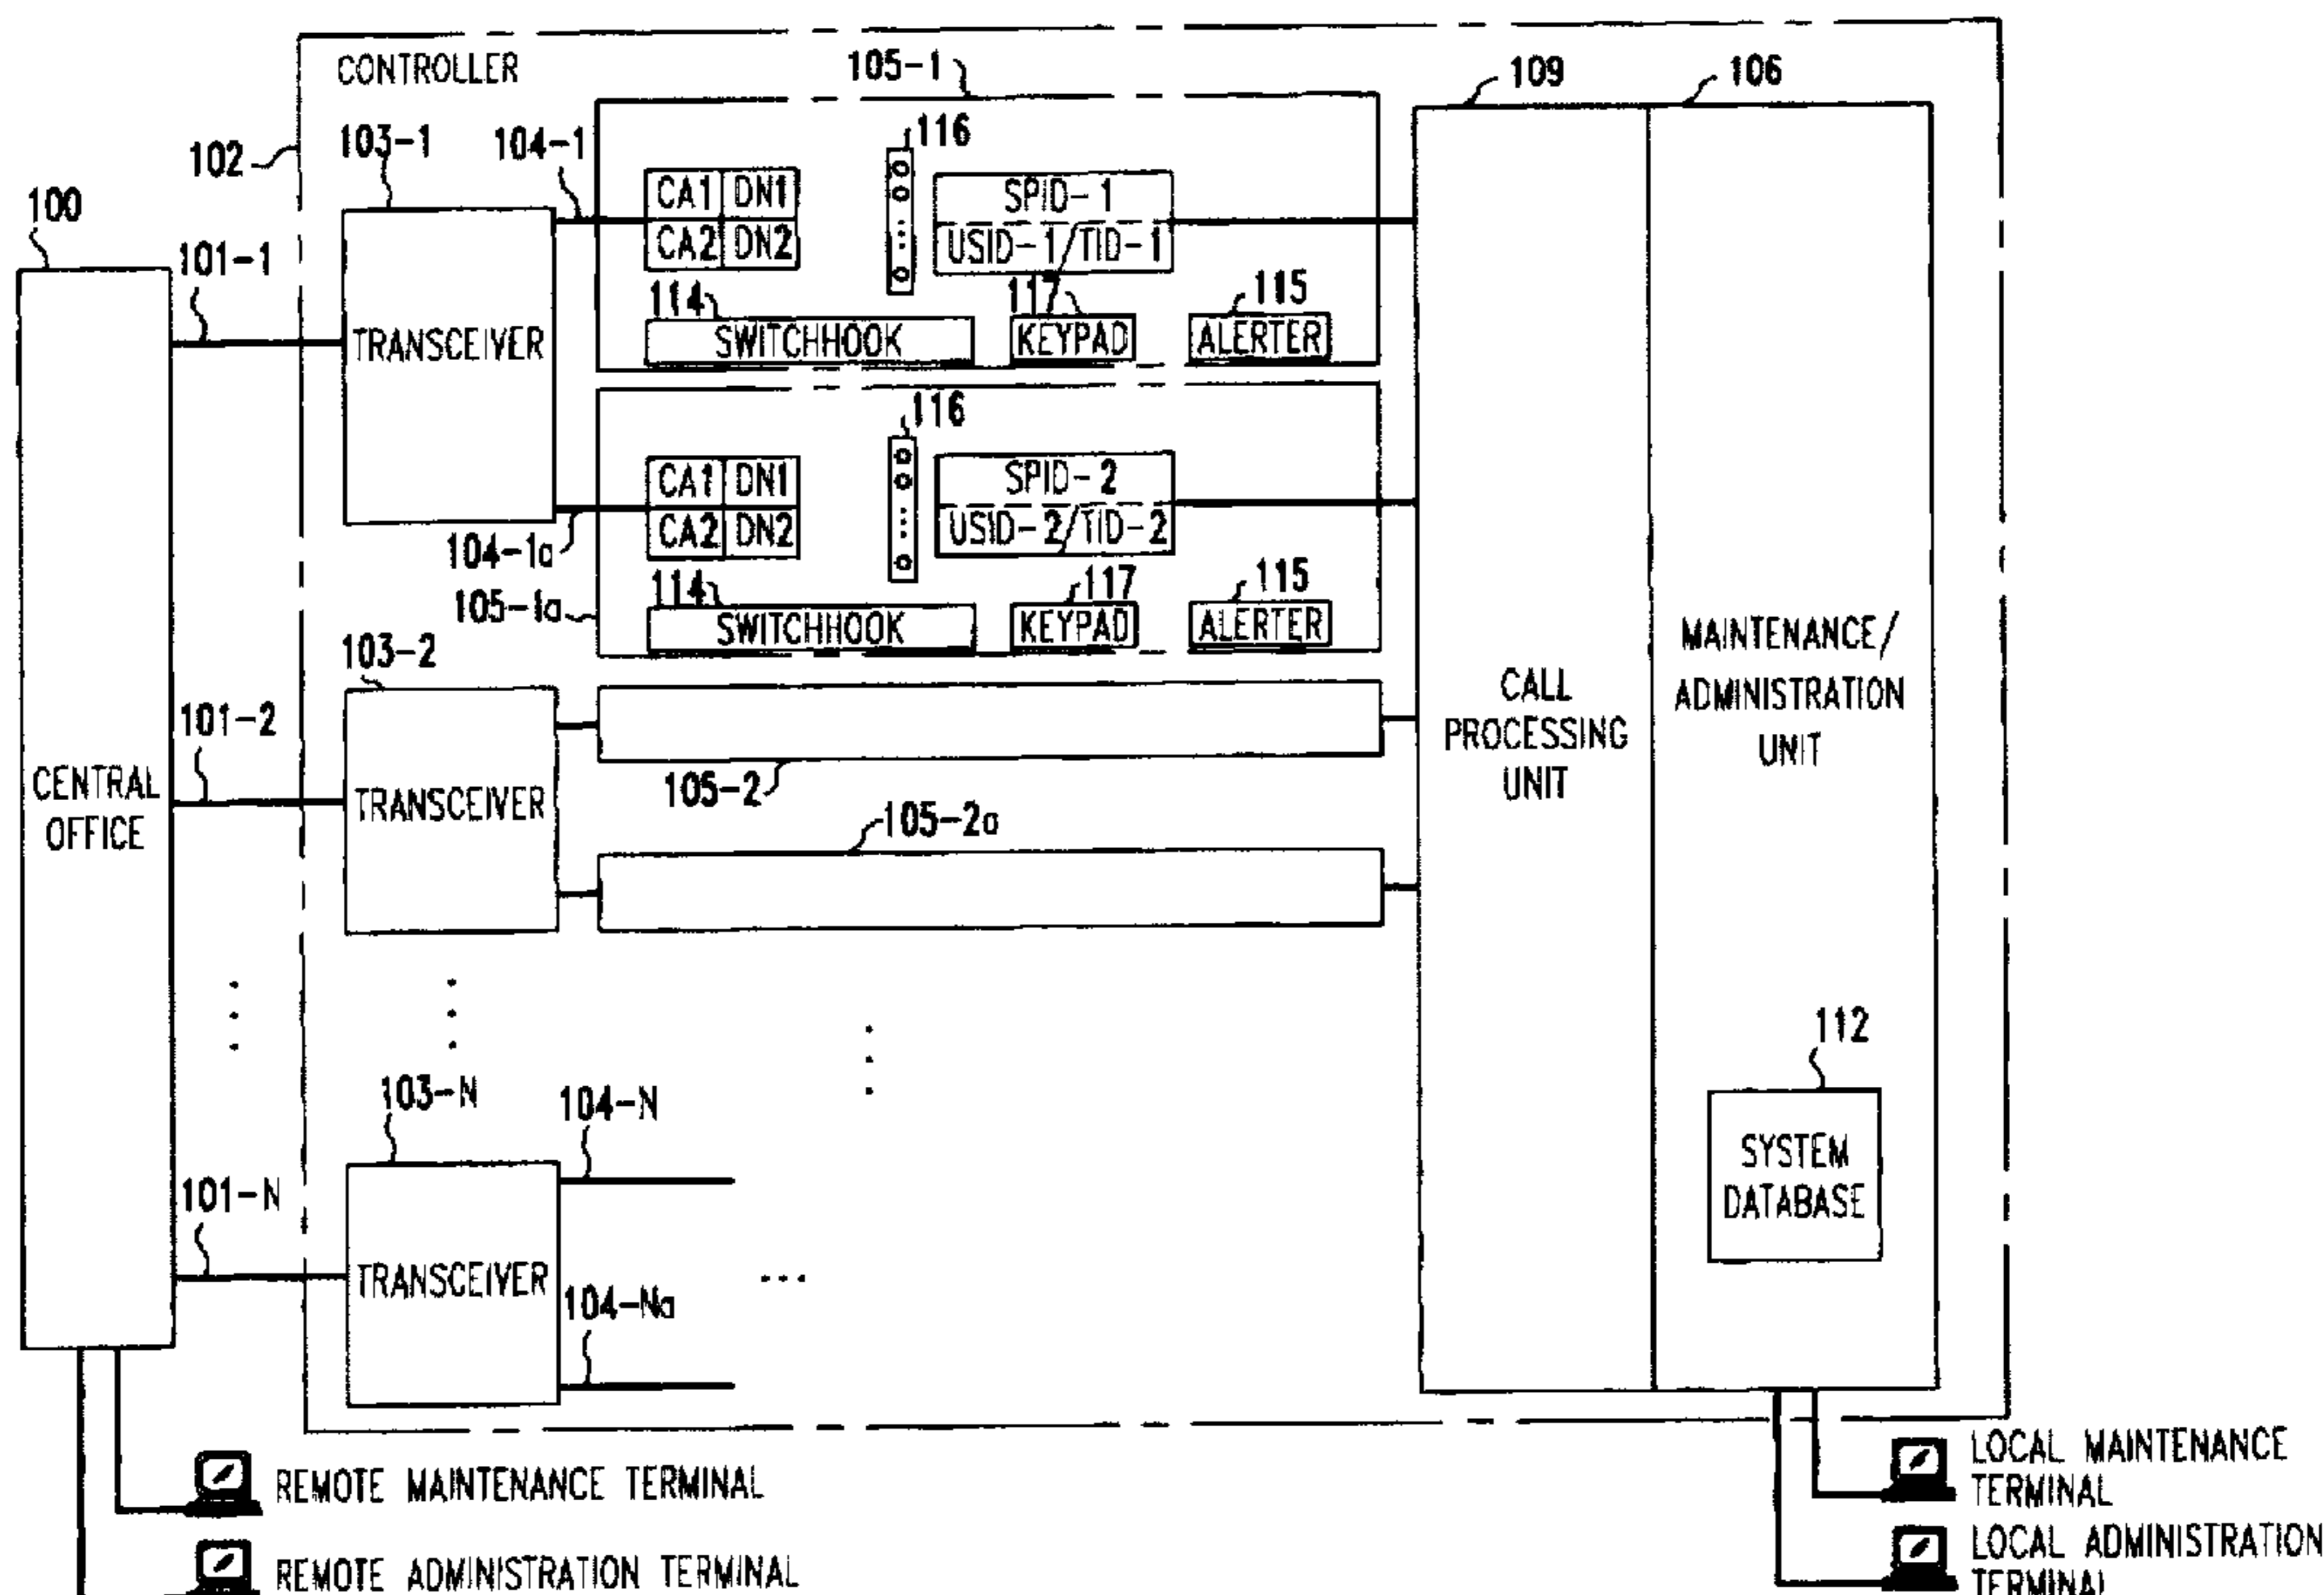 CONTROLLER
105-1
109
106
102
103-1
104-1
116
100
CA1 DN1
CA2 DN2
SPID-1
USID-1/TID-1
101-1
114
117
115
TRANSCEIVER
SWITCHHOOK
KEYPAD
ALERTER
116
CA1 DN1
CA2 DN2
SPID-2
USID-2/TID-2
104-1a
105-1a
114
117
115
SWITCHHOOK
KEYPAD
ALERTER
103-2
101-2
TRANSCEIVER
105-2
105-2a
CENTRAL
OFFICE
CALL
PROCESSING
UNIT
MAINTENANCE/
ADMINISTRATION
UNIT
112
SYSTEM
DATABASE
103-N
104-N
101-N
TRANSCEIVER
104-Na
REMOTE MAINTENANCE TERMINAL
REMOTE ADMINISTRATION TERMINAL
LOCAL MAINTENANCE
TERMINAL
LOCAL ADMINISTRATION
TERMINAL